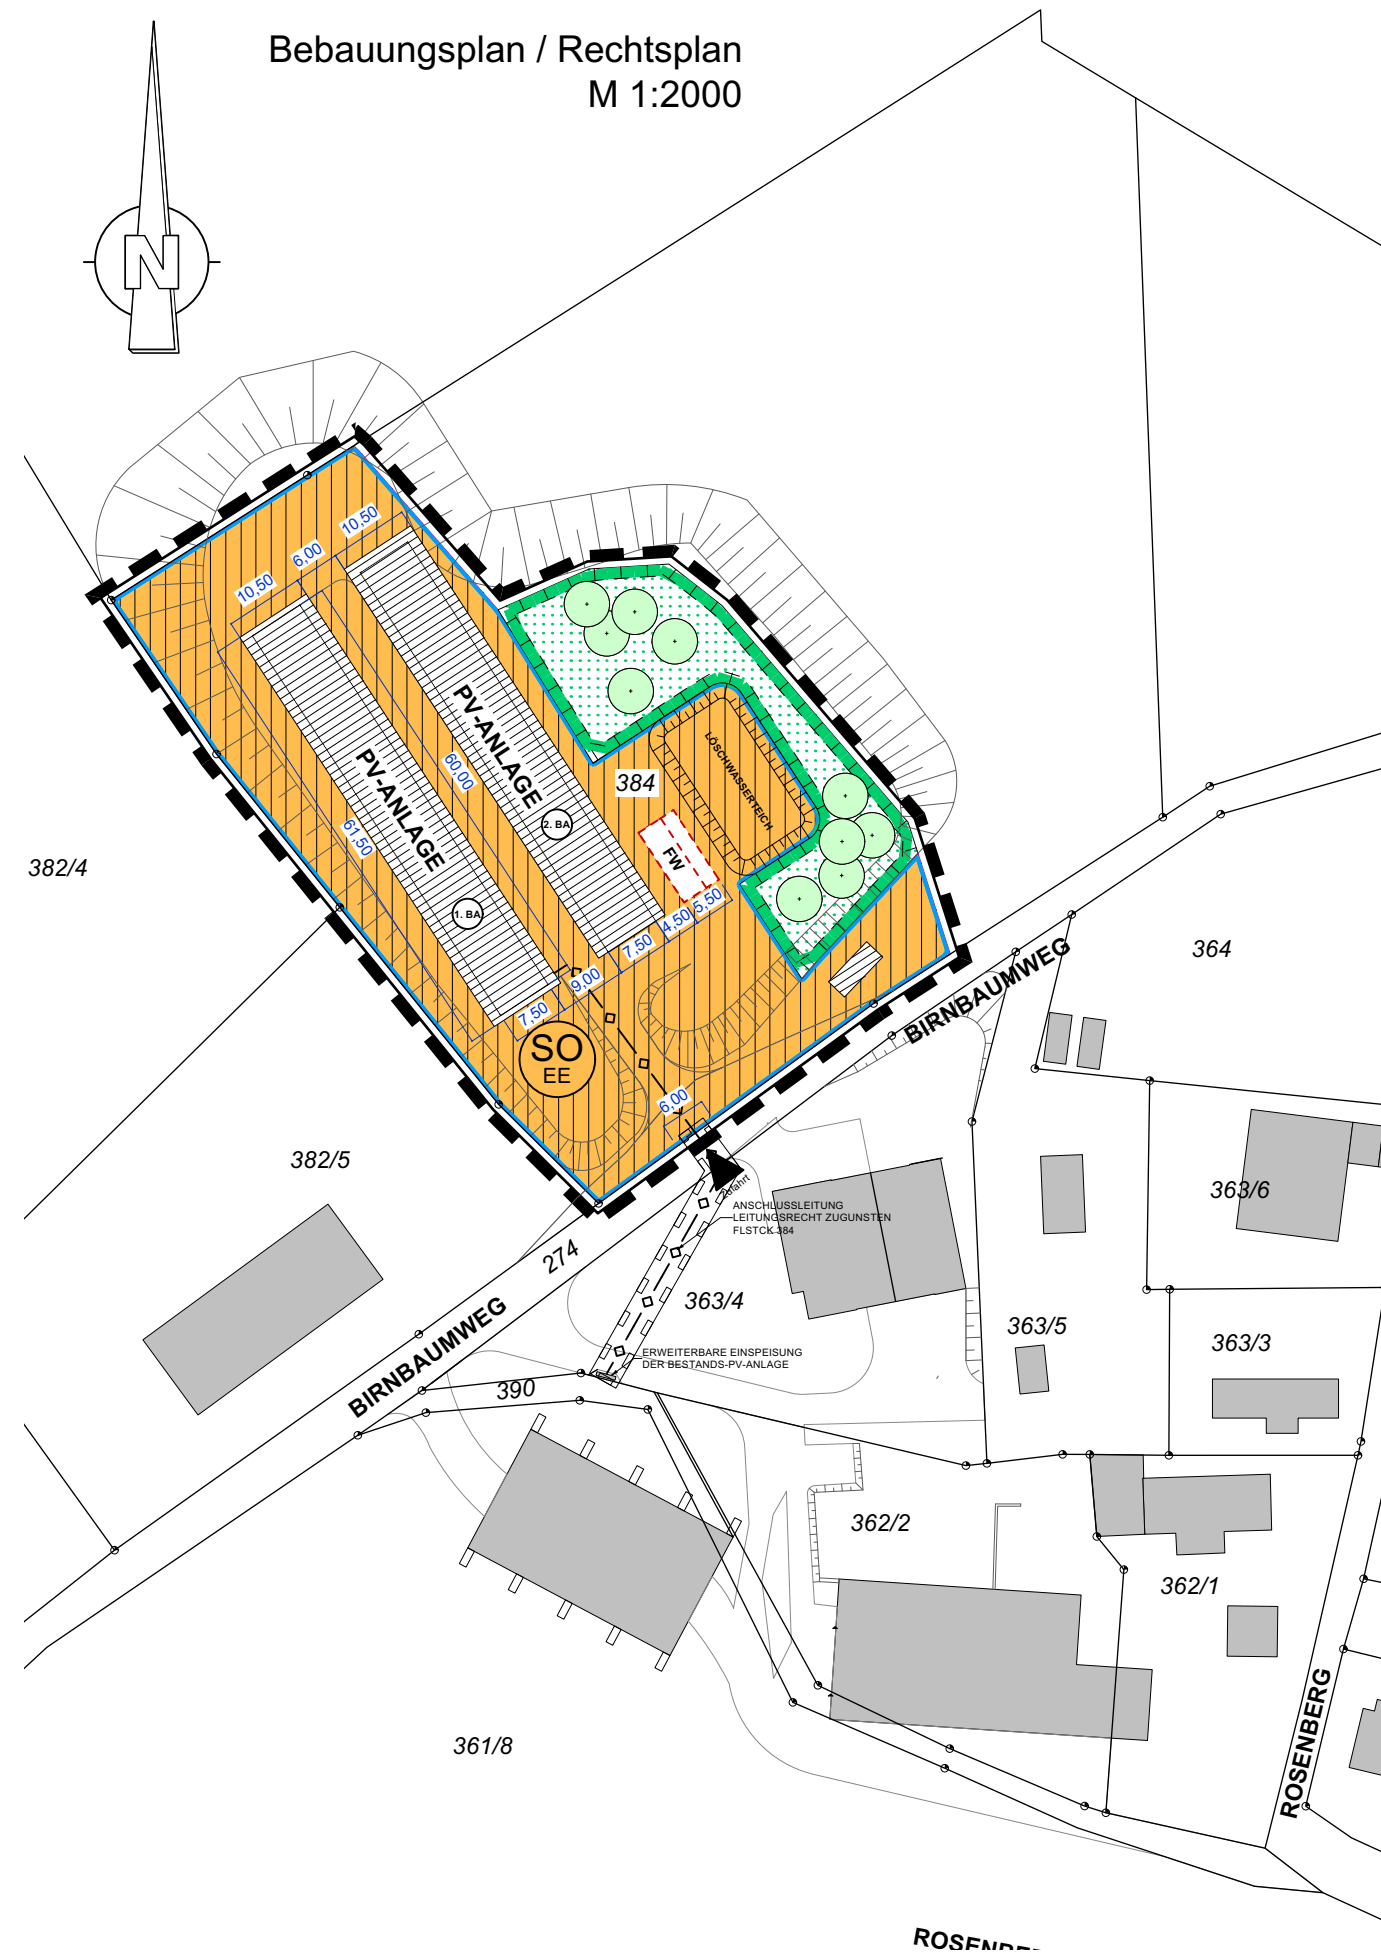 Bebauungsplan / Rechtsplan
M 1:2000
N
10,50
6,00
10,50
PV-ANLAGE
2. BA
60,00
PV-ANLAGE
1. BA
61,50
384
LÖSCHWASSERTEICH
FW
5,50
4,50
7,50
9,00
7,50
SO
EE
6,00
Zufahrt
382/4
382/5
BIRNBAUMWEG
364
ANSCHLUSSLEITUNG
LEITUNGSRECHT ZUGUNSTEN
FLSTCK.384
274
363/4
363/6
363/5
363/3
BIRNBAUMWEG
ERWEITERBARE EINSPEISUNG
DER BESTANDS-PV-ANLAGE
390
362/2
362/1
361/8
ROSENBERG